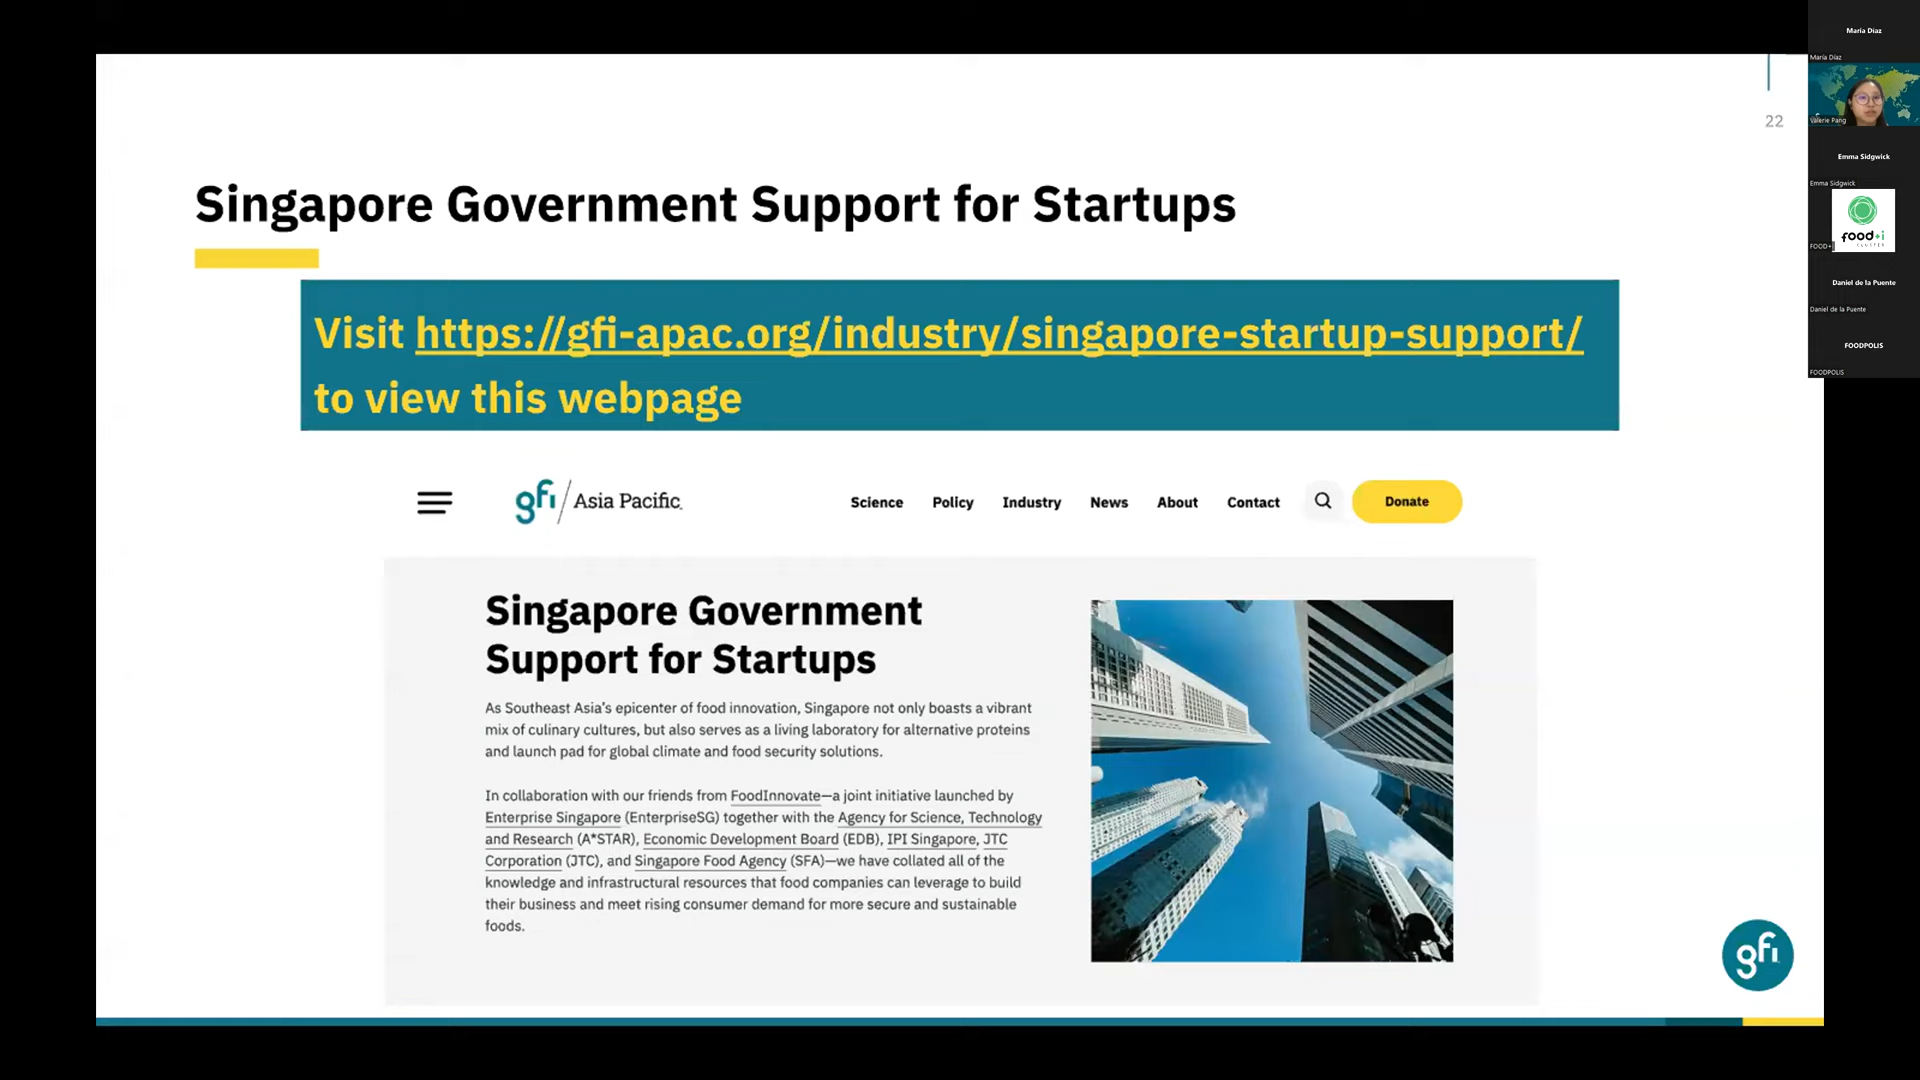 22
Singapore Government Support for Startups
Visit https://gfi-apac.org/industry/singapore-startup-support/
to view this webpage
gfi / Asia Pacific.
Science Policy Industry News About Contact Donate
Singapore Government
Support for Startups
As Southeast Asia’s epicenter of food innovation, Singapore not only boasts a vibrant
mix of culinary cultures, but also serves as a living laboratory for alternative proteins
and launch pad for global climate and food security solutions.
In collaboration with our friends from FoodInnovate—a joint initiative launched by
Enterprise Singapore (EnterpriseSG) together with the Agency for Science, Technology
and Research (A*STAR), Economic Development Board (EDB), IPI Singapore, JTC
Corporation (JTC), and Singapore Food Agency (SFA)—we have collated all of the
knowledge and infrastructural resources that food companies can leverage to build
their business and meet rising consumer demand for more secure and sustainable
foods.
gfi.
María Díaz
María Díaz
Valerie Pang
Emma Sidgwick
Emma Sidgwick
food+i
CLUSTER
FOOD+i
Daniel de la Puente
Daniel de la Puente
FOODPOLIS
FOODPOLIS